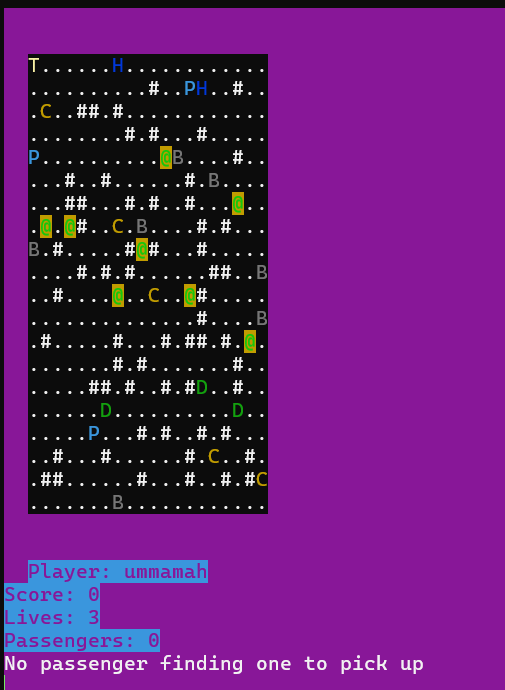 T......H............
..........#..PH..#..
.C..##.#............
........#.#...#.....
P..........@B....#..
...#..#......#.B....
...##...#.#..#...@..
.@.@#..C.B....#.#...
B.#.....#@#...#.....
....#.#.#......##..B
..#....@..C..@#.....
..............#....B
.#.....#...#.##.#.@.
.......#.#.......#..
.....##.#..#.#D..#..
......D..........D..
.....P...#.#..#.#...
..#...#......#.C..#.
.##......#...#..#.#C
.......B............
Player: ummamah
Score: 0
Lives: 3
Passengers: 0
No passenger finding one to pick up